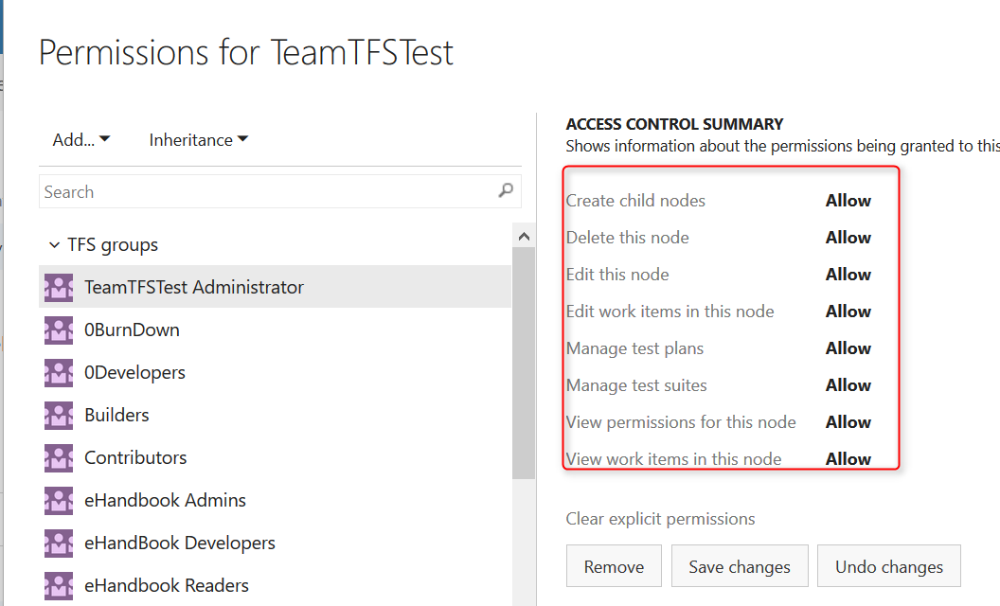 Permissions for TeamTFSTest
Add...
Inheritance
Search
TFS groups
TeamTFSTest Administrator
0BurnDown
0Developers
Builders
Contributors
eHandbook Admins
eHandBook Developers
eHandbook Readers
ACCESS CONTROL SUMMARY
Shows information about the permissions being granted to this
Create child nodes Allow
Delete this node Allow
Edit this node Allow
Edit work items in this node Allow
Manage test plans Allow
Manage test suites Allow
View permissions for this node Allow
View work items in this node Allow
Clear explicit permissions
Remove
Save changes
Undo changes